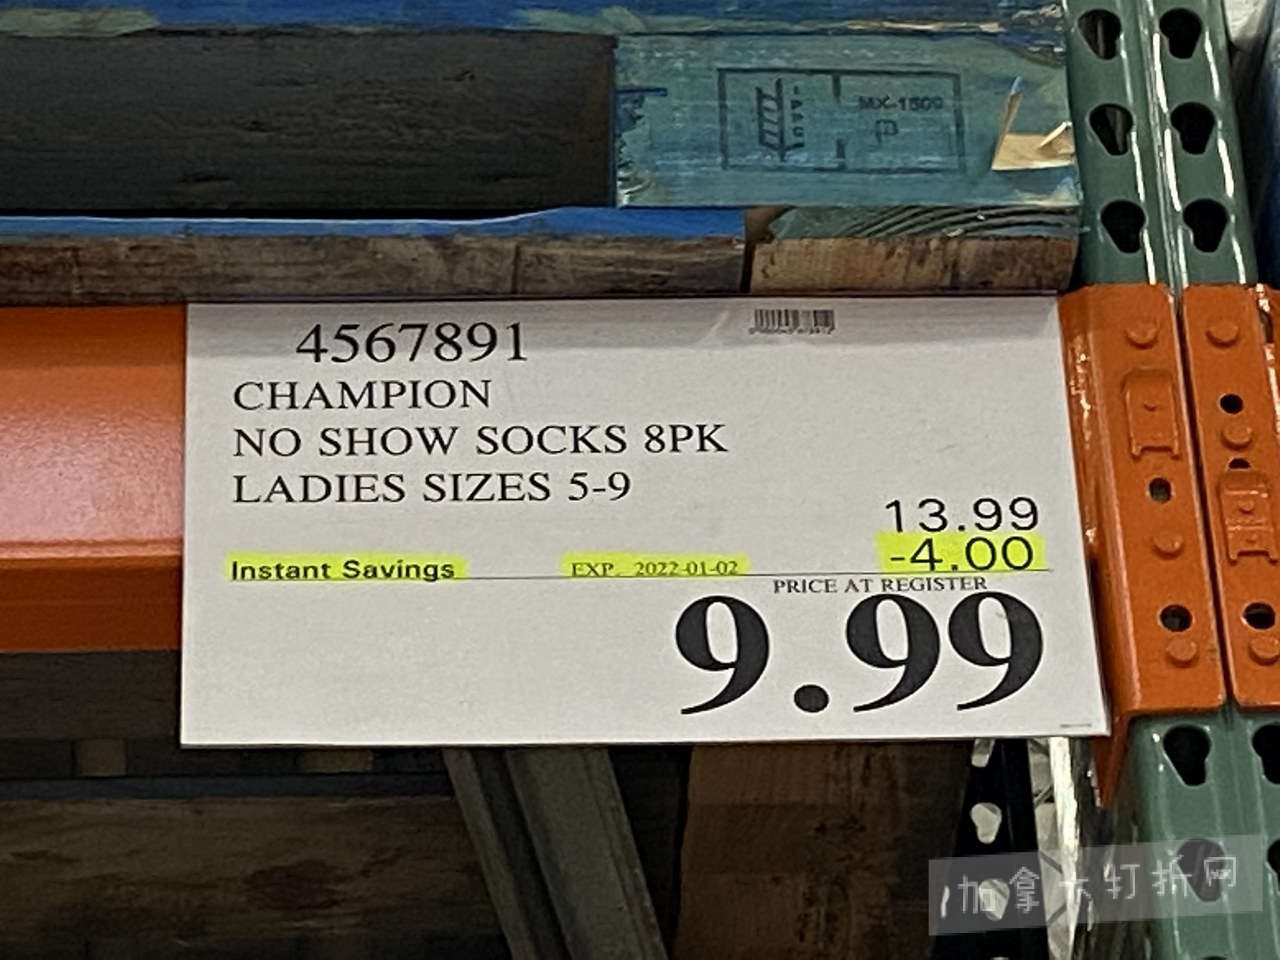 IPPC
MX-1500
4567891
CHAMPION
NO SHOW SOCKS 8PK
LADIES SIZES 5-9
13.99
Instant Savings EXP. 2022-01-02 -4.00
PRICE AT REGISTER
9.99
加拿大打折网